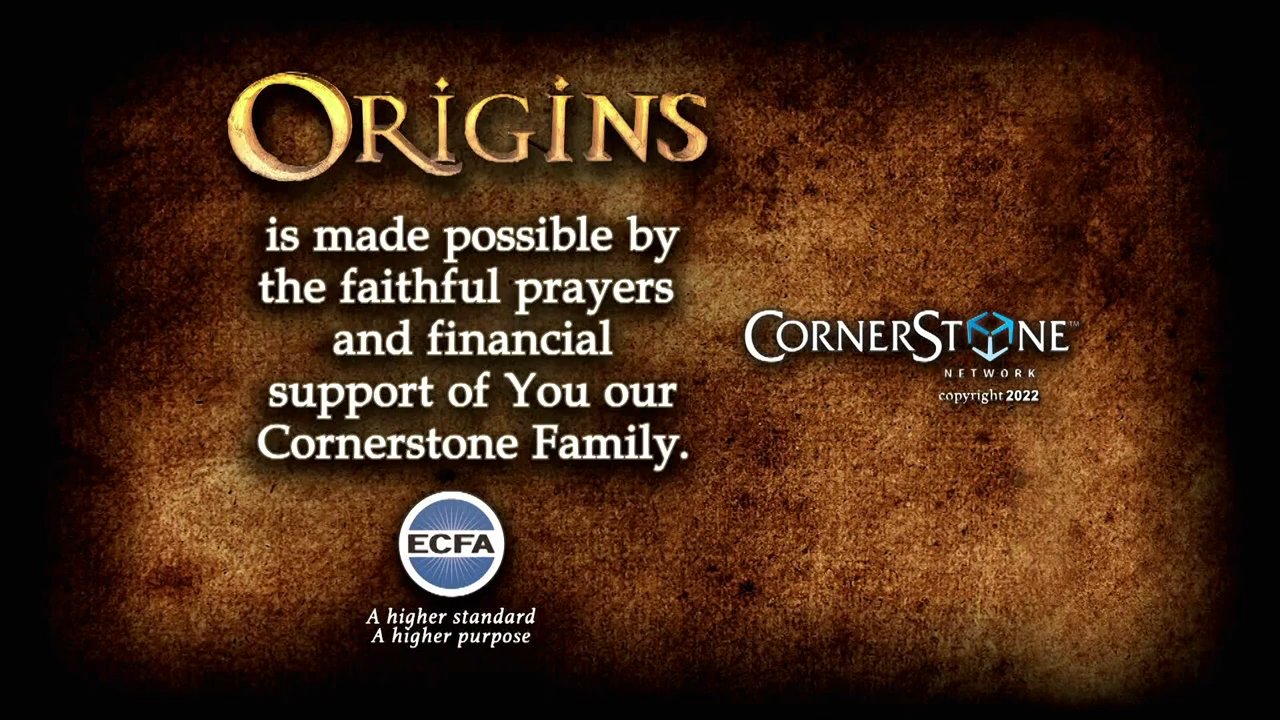 ORIGINS
is made possible by
the faithful prayers
and financial
support of You our
Cornerstone Family.
ECFA
A higher standard
A higher purpose
CORNERSTONE™
NETWORK
copyright 2022